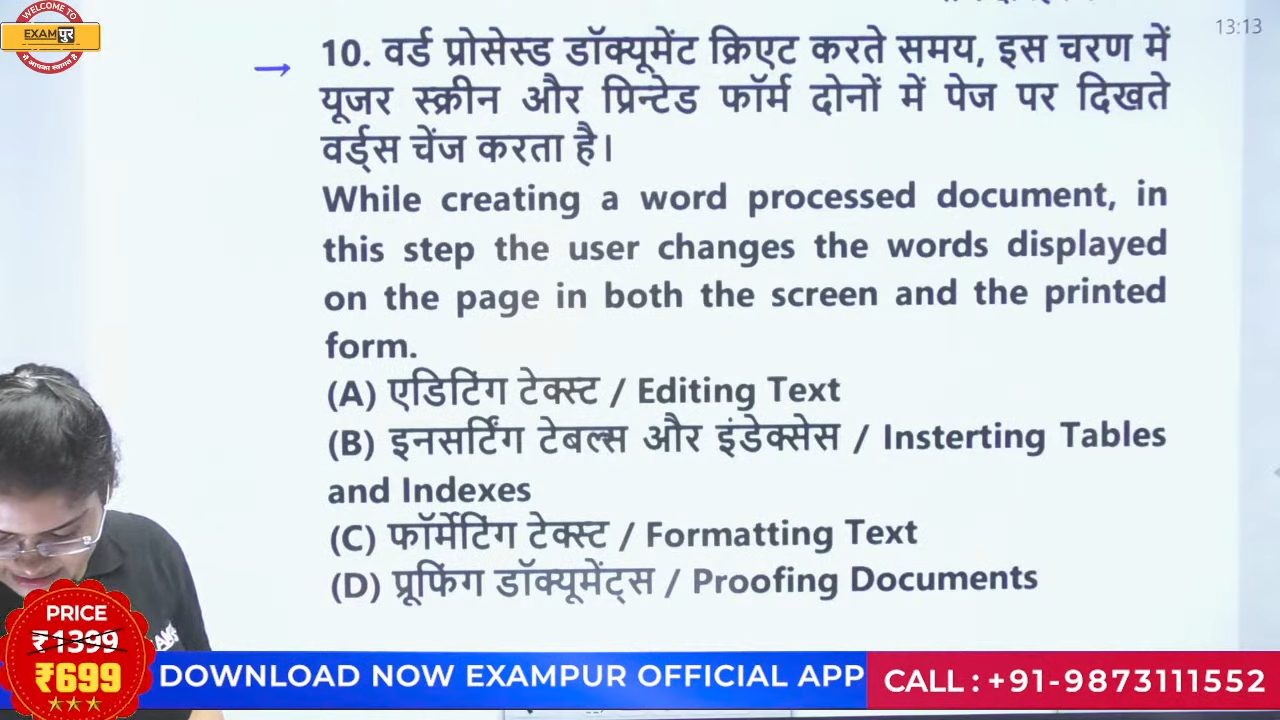 WELCOME TO
EXAMपुर
में आपका स्वागत है
13:13
10. वर्ड प्रोसेस्ड डॉक्यूमेंट क्रिएट करते समय, इस चरण में
यूजर स्क्रीन और प्रिन्टेड फॉर्म दोनों में पेज पर दिखते
वर्ड्स चेंज करता है।
While creating a word processed document, in
this step the user changes the words displayed
on the page in both the screen and the printed
form.
(A) एडिटिंग टेक्स्ट / Editing Text
(B) इनसर्टिंग टेबल्स और इंडेक्सेस / Insterting Tables
and Indexes
(C) फॉर्मेटिंग टेक्स्ट / Formatting Text
(D) प्रूफिंग डॉक्यूमेंट्स / Proofing Documents
PRICE
₹1399
₹699
DOWNLOAD NOW EXAMPUR OFFICIAL APP
CALL : +91-9873111552